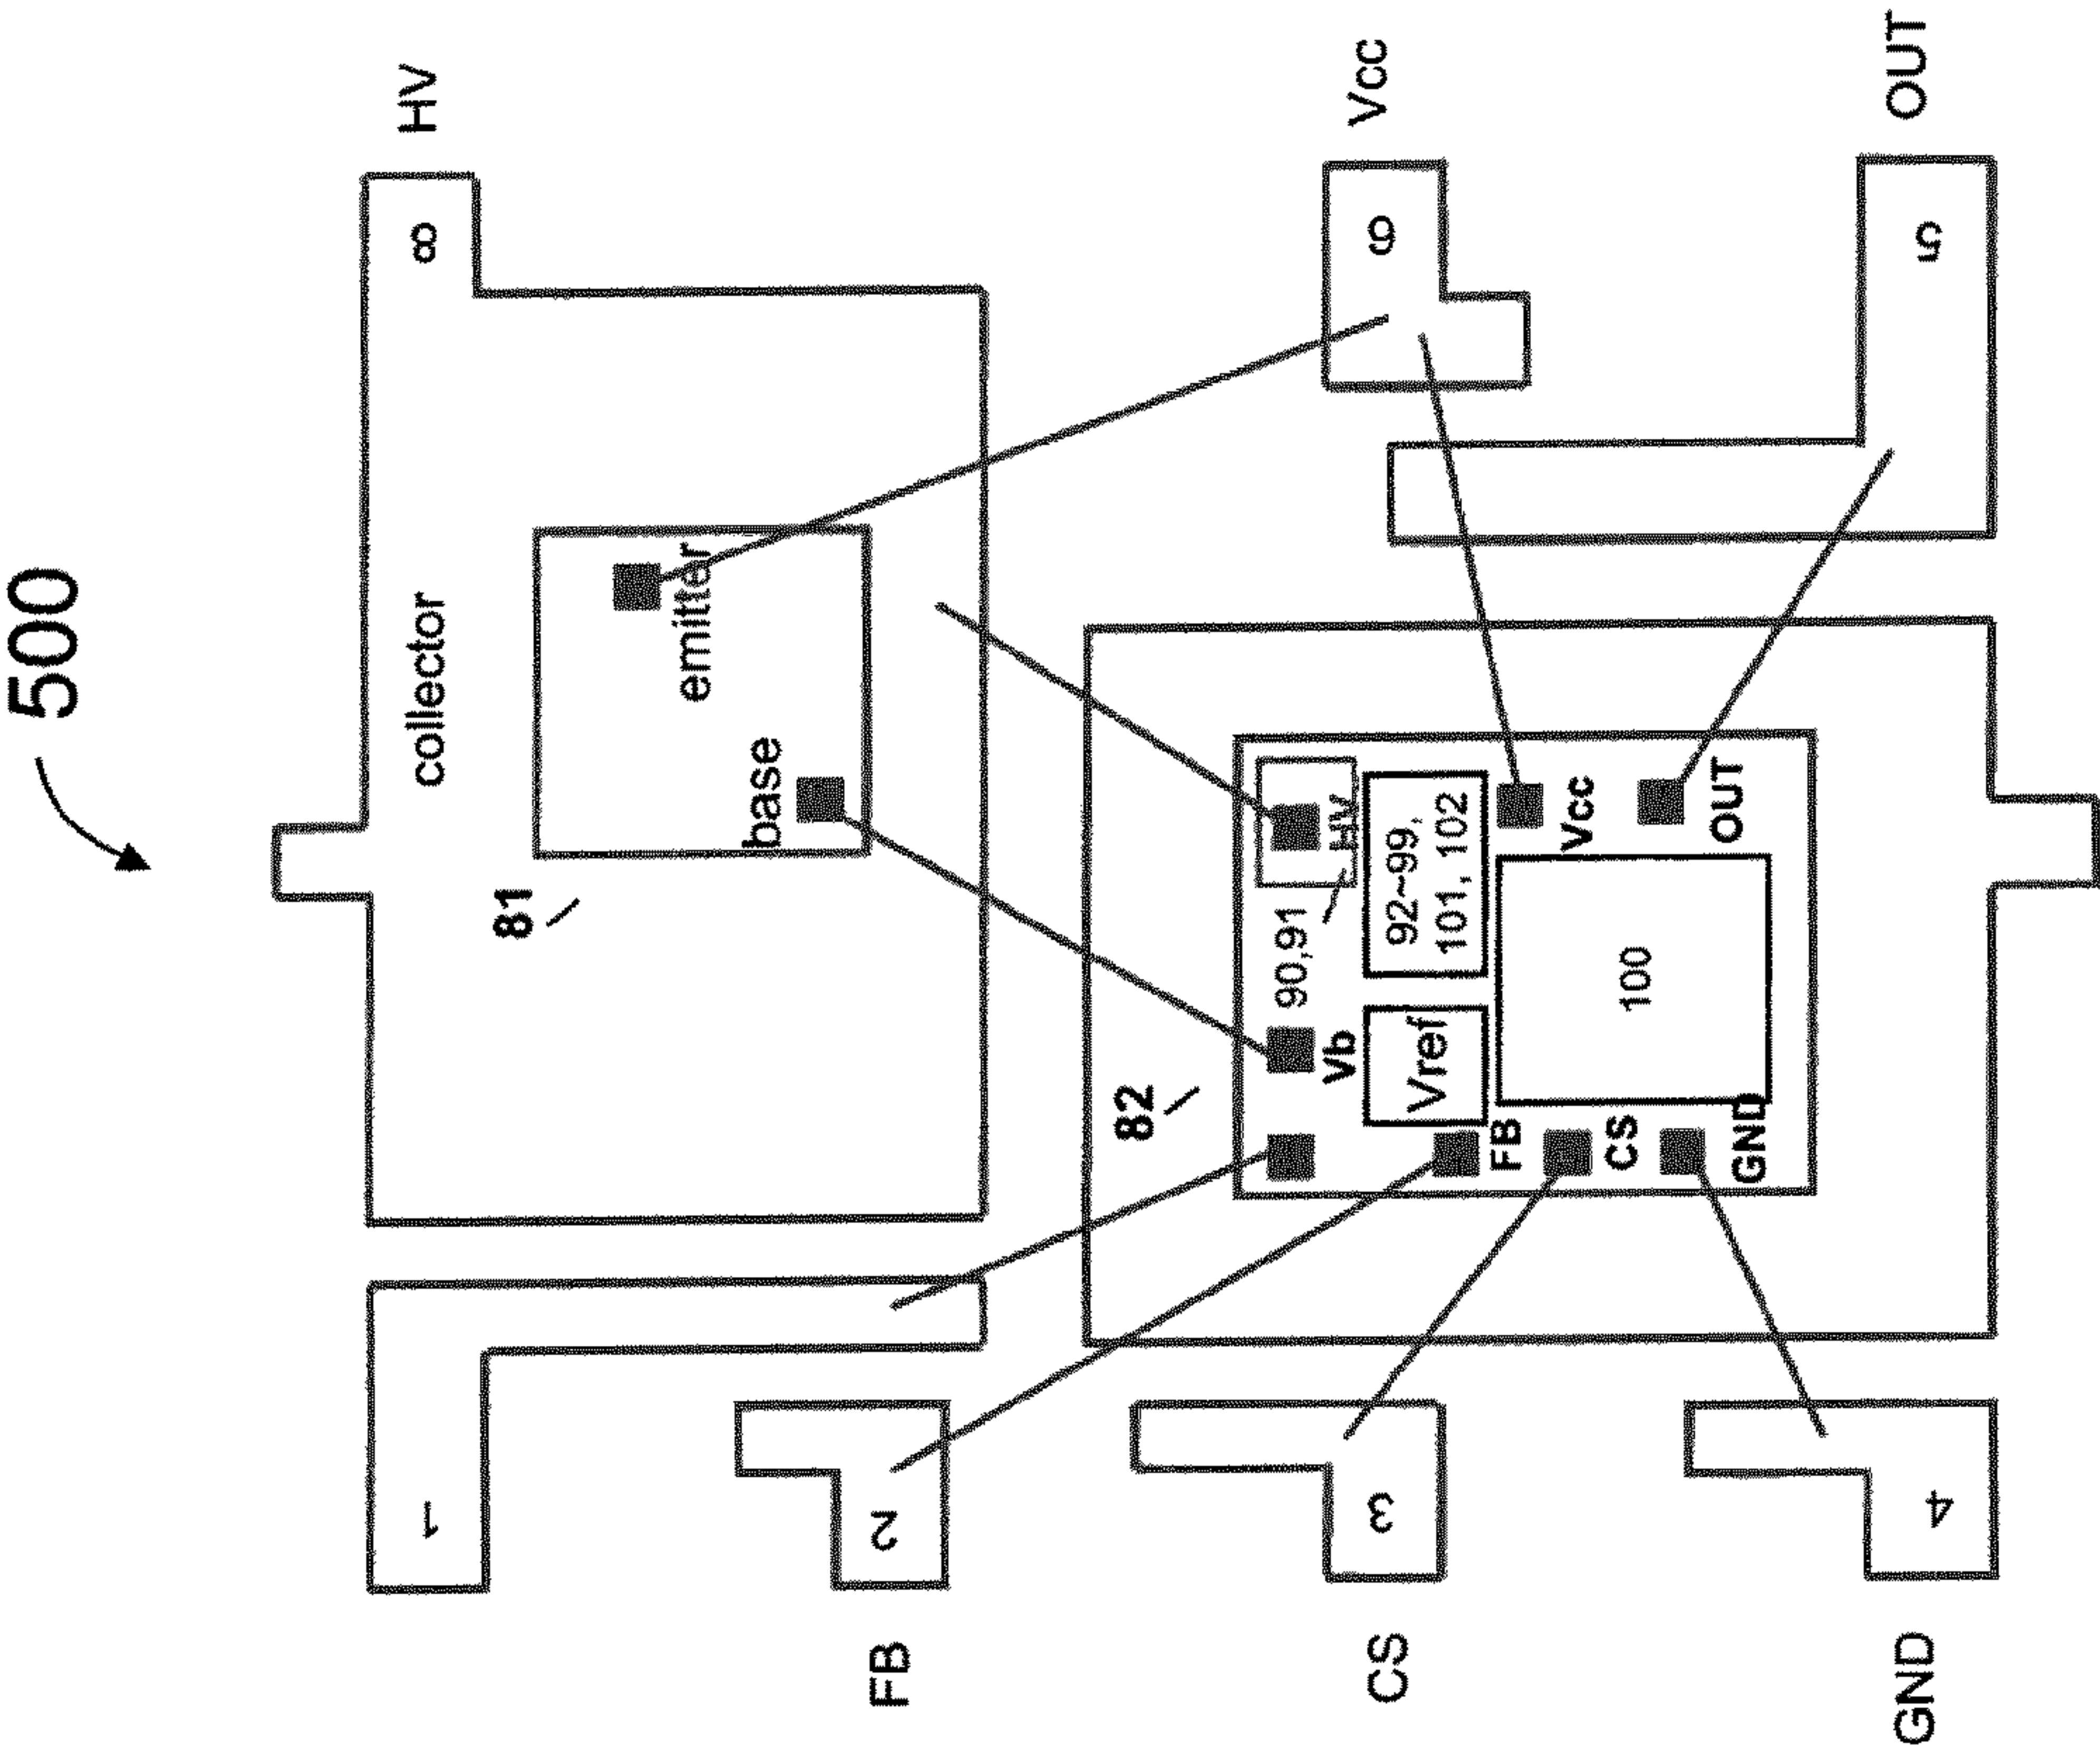 500
HV
8
collector
81
emitter
base
Vcc
6
OUT
5
82
90,91
HV
Vb
92~99,
101, 102
Vref
Vcc
OUT
100
FB
CS
GND
1
2
FB
3
CS
4
GND